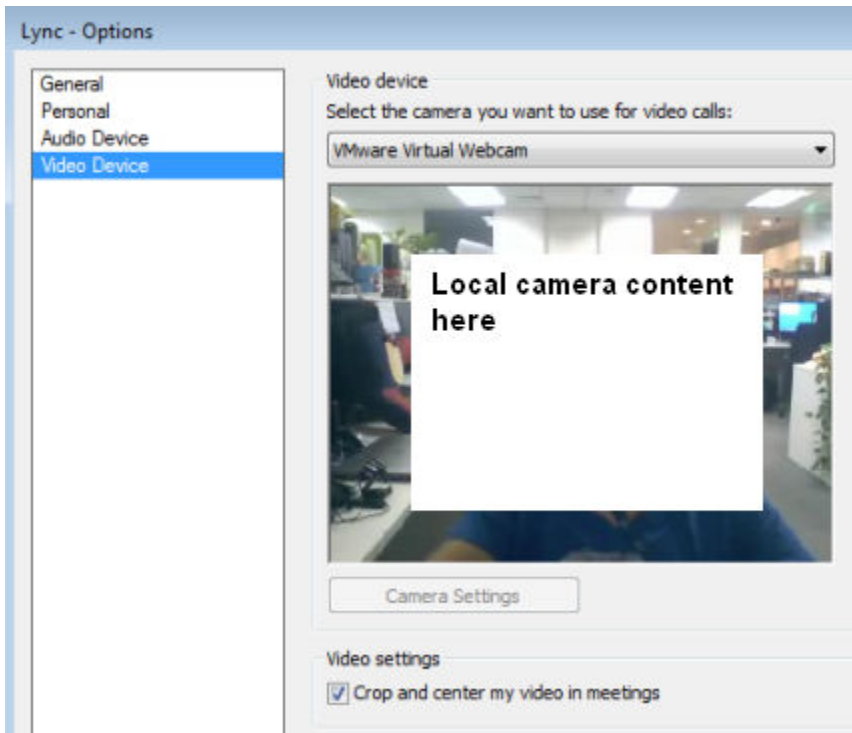 Lync - Options
General
Personal
Audio Device
Video Device
Video device
Select the camera you want to use for video calls:
VMware Virtual Webcam
Local camera content
here
Camera Settings
Video settings
Crop and center my video in meetings